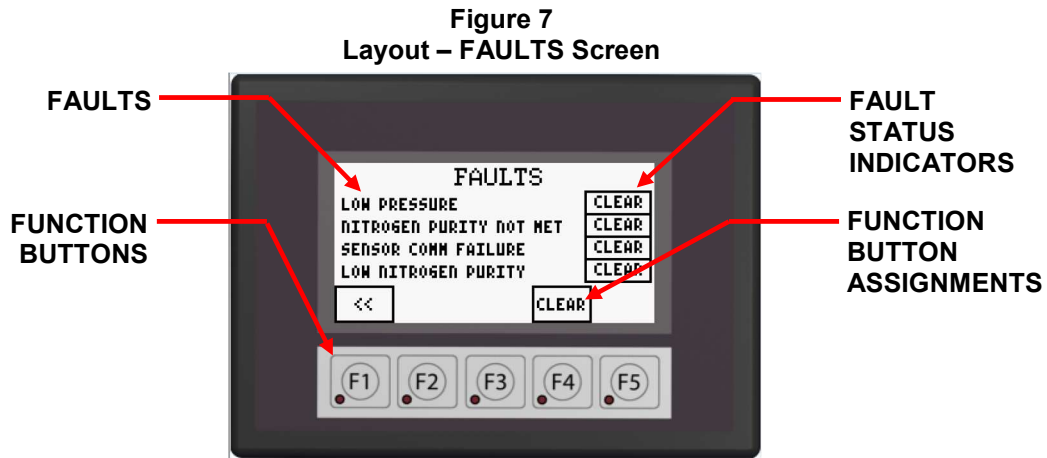 Figure 7
Layout – FAULTS Screen
FAULTS
FAULT
STATUS
INDICATORS
FAULTS
LOW PRESSURE CLEAR
NITROGEN PURITY NOT MET CLEAR
SENSOR COMM FAILURE CLEAR
LOW NITROGEN PURITY CLEAR
<< CLEAR
FUNCTION
BUTTONS
FUNCTION
BUTTON
ASSIGNMENTS
F1 F2 F3 F4 F5